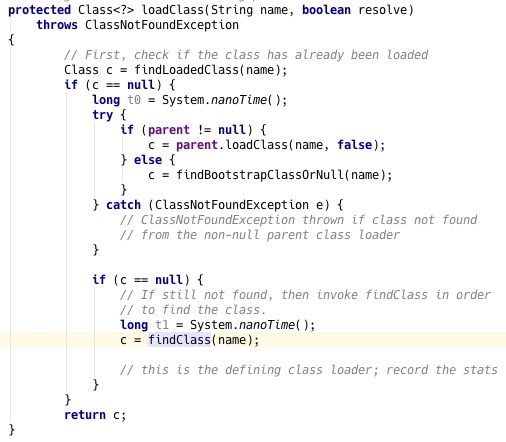 protected Class<?> loadClass(String name, boolean resolve)
    throws ClassNotFoundException
{
        // First, check if the class has already been loaded
        Class c = findLoadedClass(name);
        if (c == null) {
            long t0 = System.nanoTime();
            try {
                if (parent != null) {
                    c = parent.loadClass(name, false);
                } else {
                    c = findBootstrapClassOrNull(name);
                }
            } catch (ClassNotFoundException e) {
                // ClassNotFoundException thrown if class not found
                // from the non-null parent class loader
            }

            if (c == null) {
                // If still not found, then invoke findClass in order
                // to find the class.
                long t1 = System.nanoTime();
                c = findClass(name);

                // this is the defining class loader; record the stats
            }
        }
        return c;
}